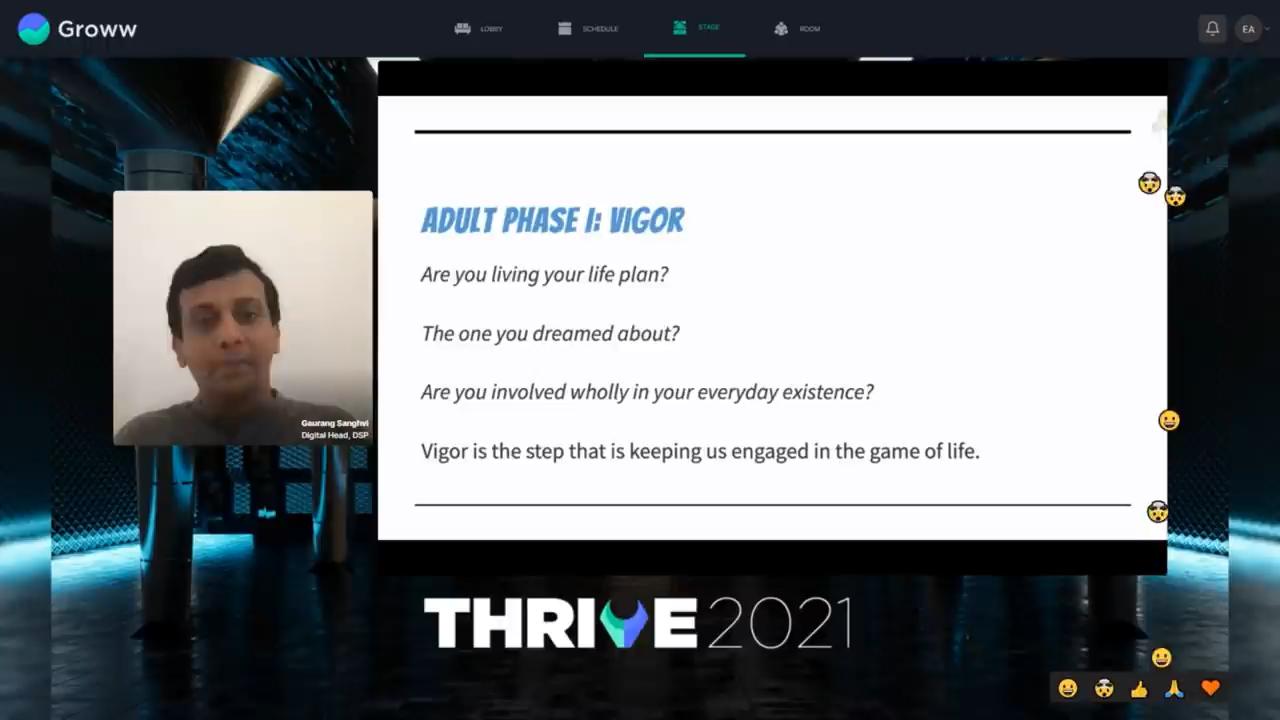 Groww
LOBBY
SCHEDULE
STAGE
ROOM
EA
ADULT PHASE I: VIGOR
Are you living your life plan?
The one you dreamed about?
Are you involved wholly in your everyday existence?
Vigor is the step that is keeping us engaged in the game of life.
Gaurang Sanghvi
Digital Head, DSP
THRIVE 2021